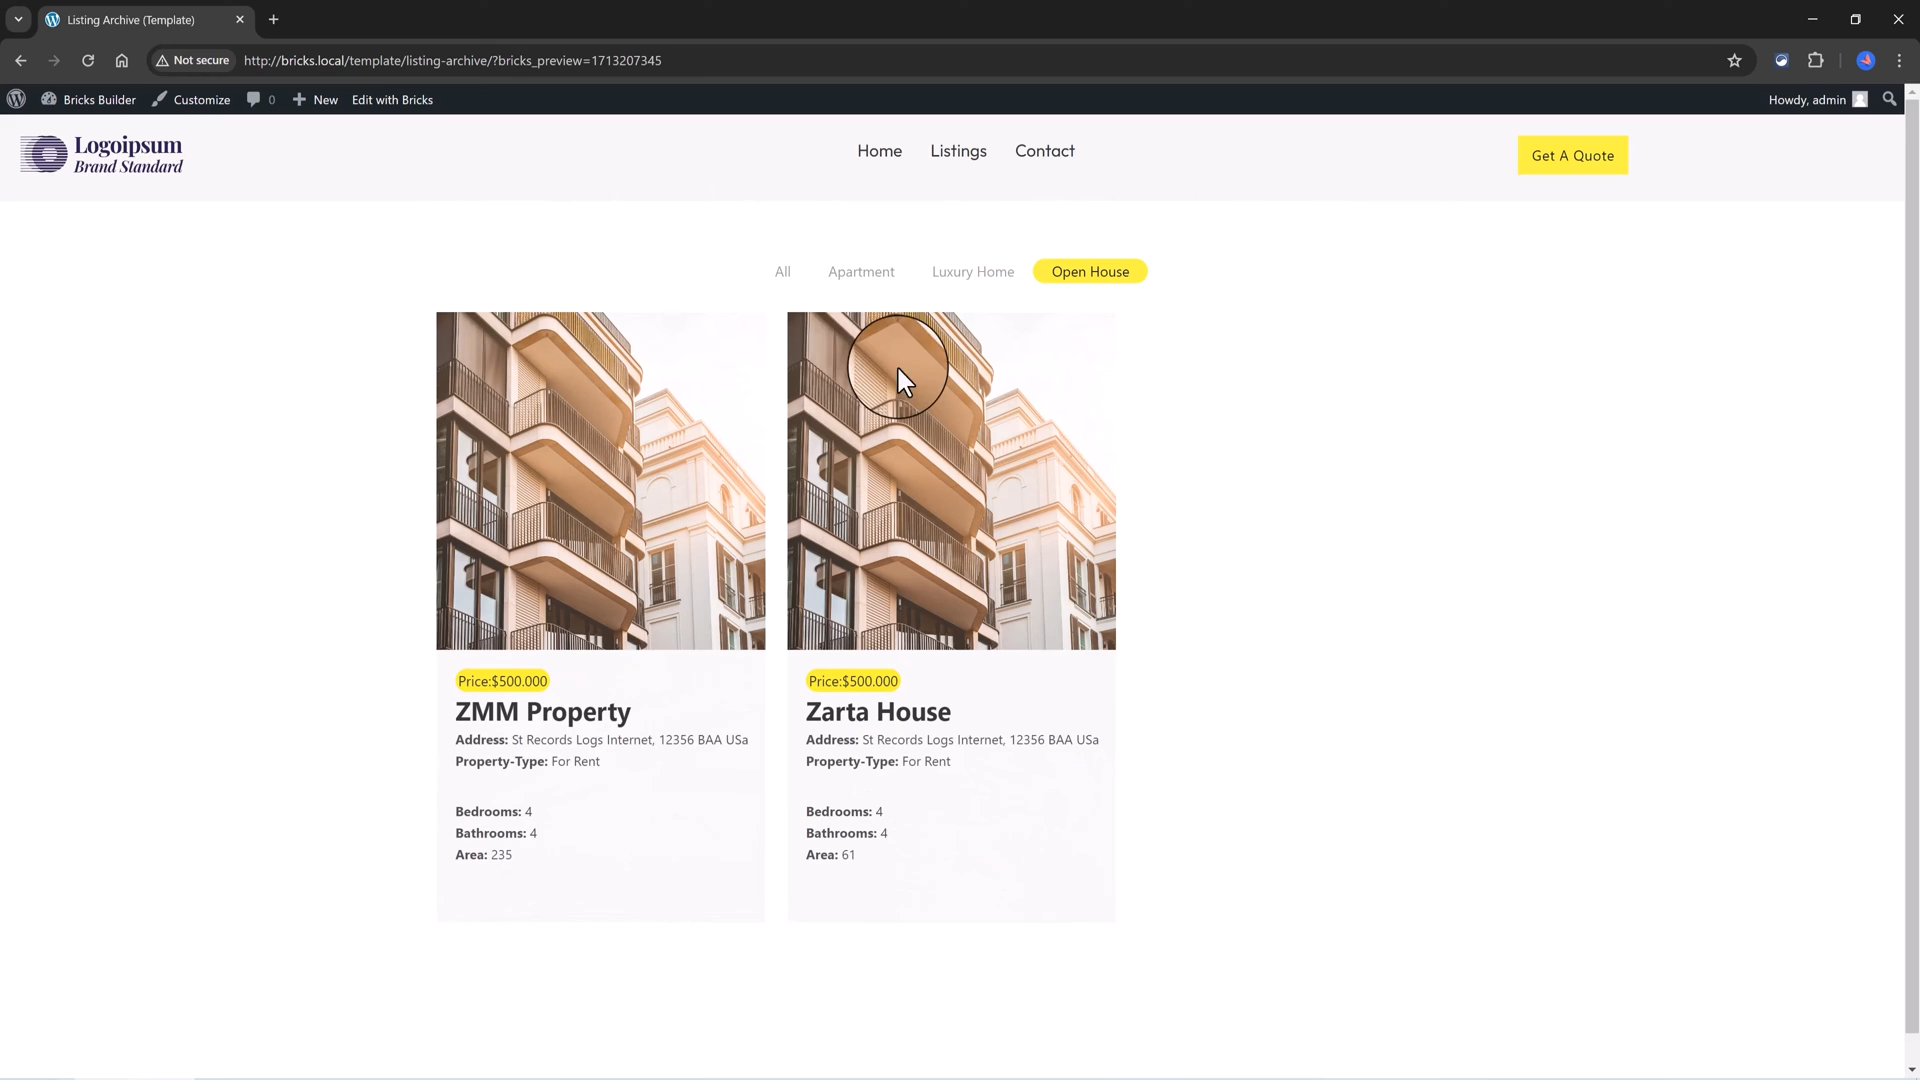 Listing Archive (Template)
Not secure
http://bricks.local/template/listing-archive/?bricks_preview=1713207345
Bricks Builder
Customize
0
New
Edit with Bricks
Howdy, admin
Logoipsum
Brand Standard
Home
Listings
Contact
Get A Quote
All
Apartment
Luxury Home
Open House
Price:$500.000
ZMM Property
Address: St Records Logs Internet, 12356 BAA USa
Property-Type: For Rent
Bedrooms: 4
Bathrooms: 4
Area: 235
Price:$500.000
Zarta House
Address: St Records Logs Internet, 12356 BAA USa
Property-Type: For Rent
Bedrooms: 4
Bathrooms: 4
Area: 61